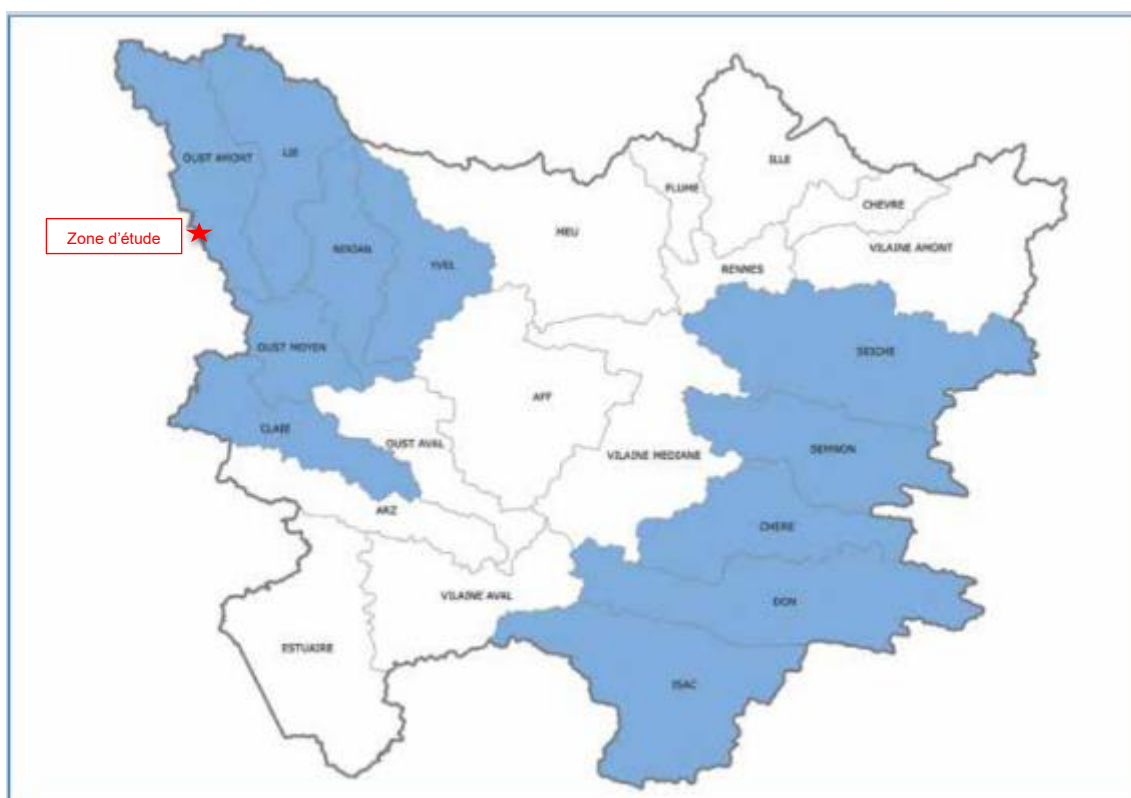 OUST AMONT
LIE
ILLE
FLUME
CHEVRE
MEU
Zone d'étude
NINIAN
YVEL
RENNES
VILAINE AMONT
OUST MOYEN
SEICHE
AFF
CLAIE
OUST AVAL
VILAINE MEDIANE
SEMNON
ARZ
CHERE
VILAINE AVAL
DON
ESTUAIRE
ISAC